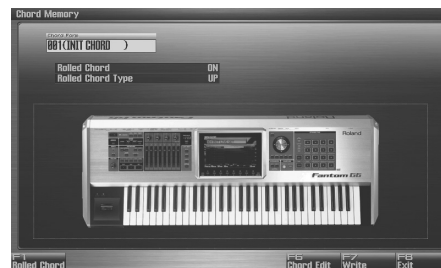 Chord Memory
Chord Form
001(INIT CHORD )
Rolled Chord ON
Rolled Chord Type UP
Roland
Fantom G6
F1 F6 F7 F8
Rolled Chord Chord Edit Write Exit